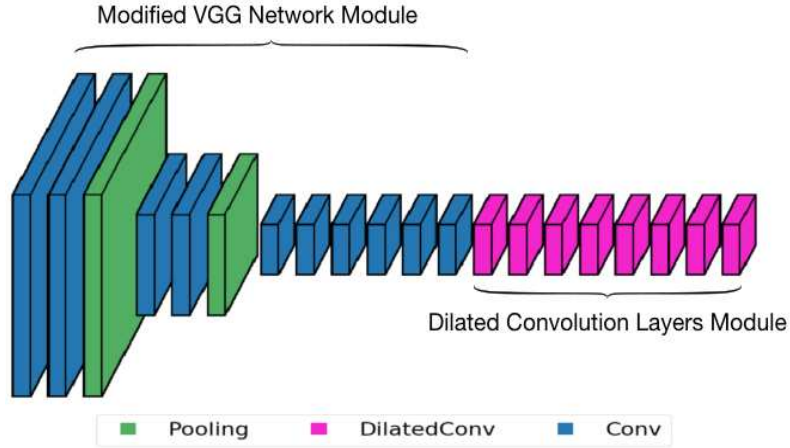 Modified VGG Network Module
Dilated Convolution Layers Module
Pooling DilatedConv Conv